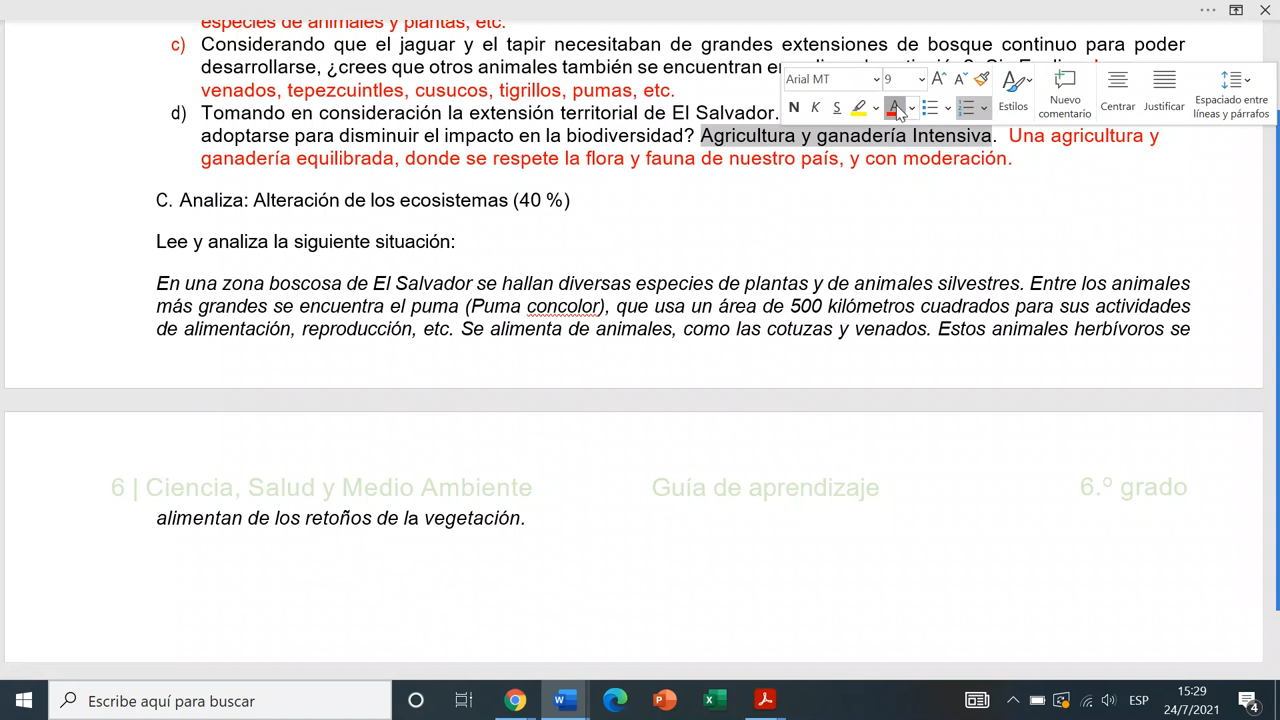 especies de animales y plantas, etc.
c) Considerando que el jaguar y el tapir necesitaban de grandes extensiones de bosque continuo para poder
desarrollarse, ¿crees que otros animales también se encuentran en
venados, tepezcuintles, cusucos, tigrillos, pumas, etc.
Arial MT 9
N K S
Estilos
Nuevo comentario
Centrar
Justificar
Espaciado entre líneas y párrafos
d) Tomando en consideración la extensión territorial de El Salvador.
adoptarse para disminuir el impacto en la biodiversidad? Agricultura y ganadería Intensiva. Una agricultura y
ganadería equilibrada, donde se respete la flora y fauna de nuestro país, y con moderación.
C. Analiza: Alteración de los ecosistemas (40 %)
Lee y analiza la siguiente situación:
En una zona boscosa de El Salvador se hallan diversas especies de plantas y de animales silvestres. Entre los animales
más grandes se encuentra el puma (Puma concolor), que usa un área de 500 kilómetros cuadrados para sus actividades
de alimentación, reproducción, etc. Se alimenta de animales, como las cotuzas y venados. Estos animales herbívoros se
6 | Ciencia, Salud y Medio Ambiente Guía de aprendizaje 6.º grado
alimentan de los retoños de la vegetación.
Escribe aquí para buscar
ESP
15:29
24/7/2021
4